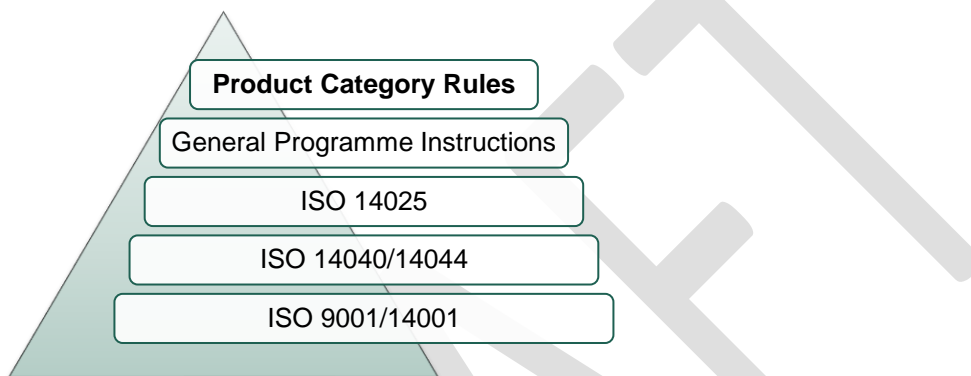 Product Category Rules
General Programme Instructions
ISO 14025
ISO 14040/14044
ISO 9001/14001